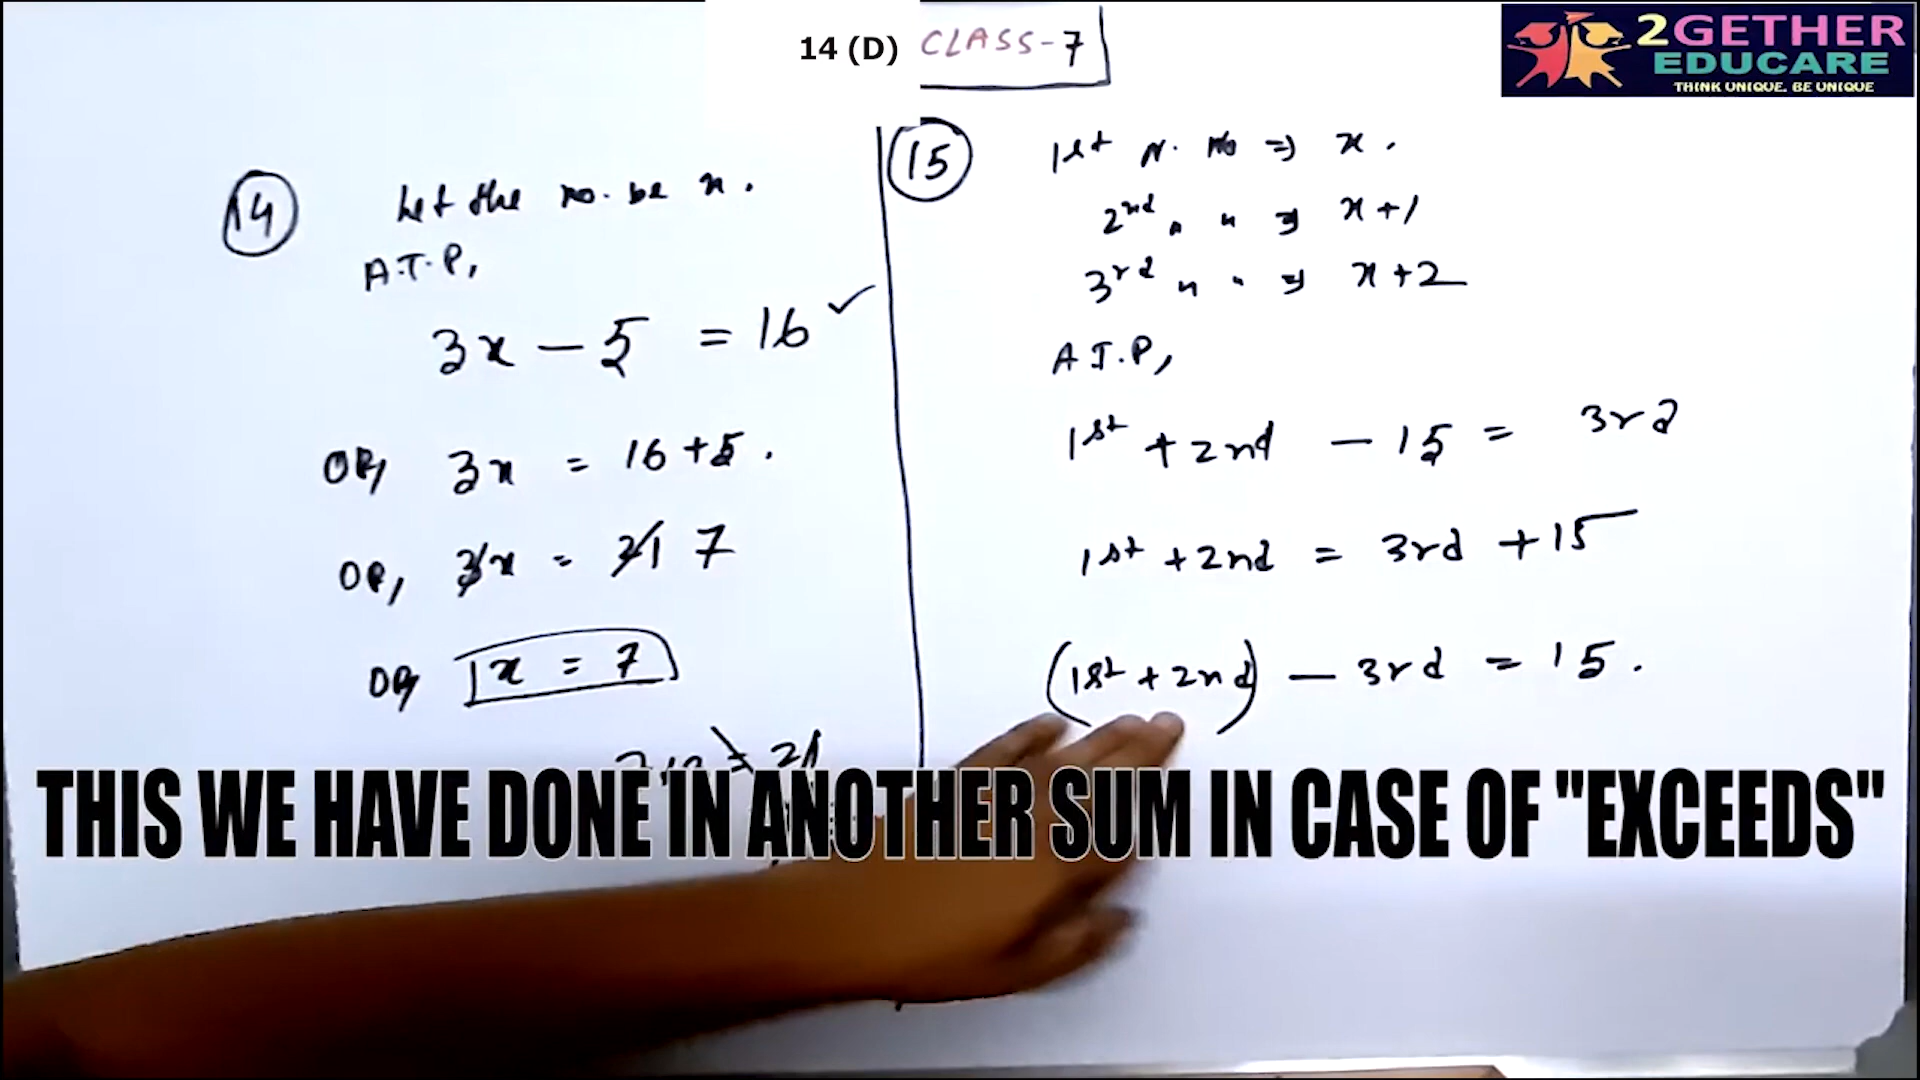 14 (D) CLASS-7
2GETHER
EDUCARE
THINK UNIQUE. BE UNIQUE
14 Let the no. be x.
A.T.P,
3x - 5 = 16 ✓
OR, 3x = 16+5.
OR, 3x = 21 7
OR x = 7
15 1st N. No ⇒ x.
2nd " " ⇒ x+1
3rd " " ⇒ x+2
A.T.P,
1st + 2nd - 15 = 3rd
1st + 2nd = 3rd + 15
(1st + 2nd) - 3rd = 15.
THIS WE HAVE DONE IN ANOTHER SUM IN CASE OF "EXCEEDS"